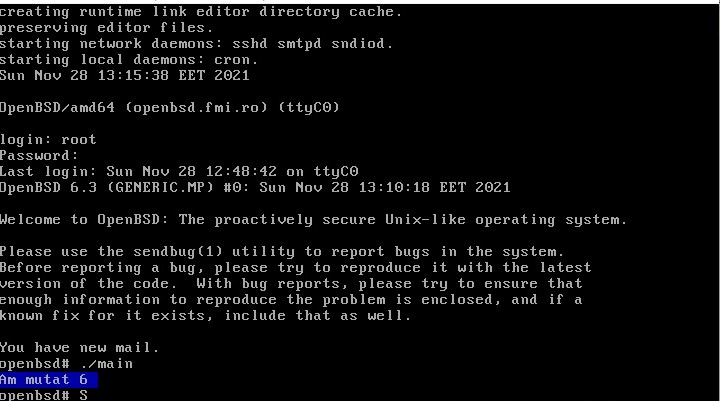 creating runtime link editor directory cache.
preserving editor files.
starting network daemons: sshd smtpd sndiod.
starting local daemons: cron.
Sun Nov 28 13:15:38 EET 2021
OpenBSD/amd64 (openbsd.fmi.ro) (ttyC0)
login: root
Password:
Last login: Sun Nov 28 12:48:42 on ttyC0
OpenBSD 6.3 (GENERIC.MP) #0: Sun Nov 28 13:10:18 EET 2021
Welcome to OpenBSD: The proactively secure Unix-like operating system.
Please use the sendbug(1) utility to report bugs in the system.
Before reporting a bug, please try to reproduce it with the latest
version of the code.  With bug reports, please try to ensure that
enough information to reproduce the problem is enclosed, and if a
known fix for it exists, include that as well.
You have new mail.
openbsd# ./main
Am mutat 6
openbsd# S